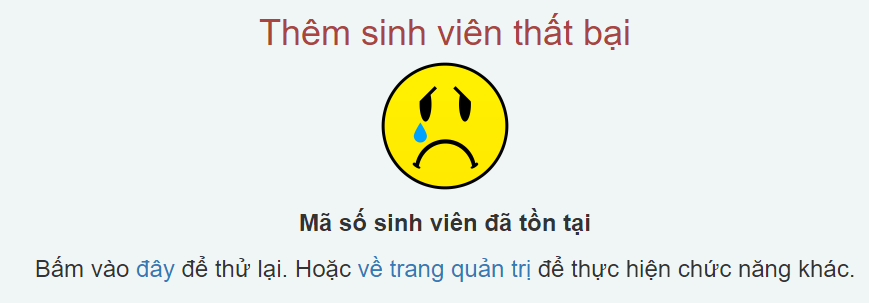 Thêm sinh viên thất bại
Mã số sinh viên đã tồn tại
Bấm vào đây để thử lại. Hoặc về trang quản trị để thực hiện chức năng khác.